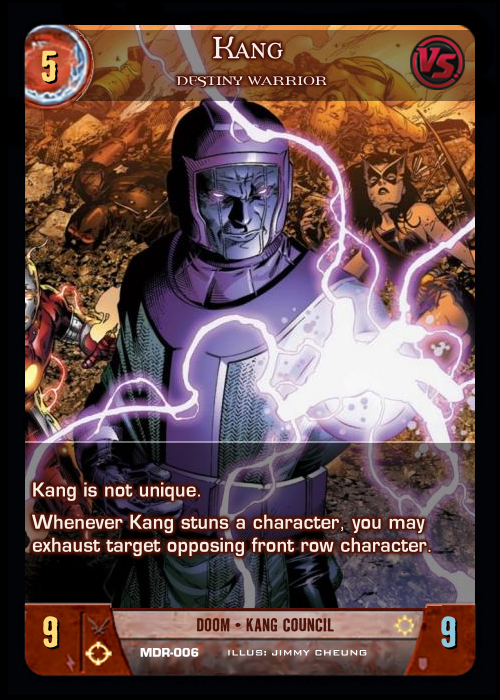 5
Kang
VS
DESTINY WARRIOR
Kang is not unique.
Whenever Kang stuns a character, you may
exhaust target opposing front row character.
9
DOOM • KANG COUNCIL
9
MDR-006 ILLUS: JIMMY CHEUNG